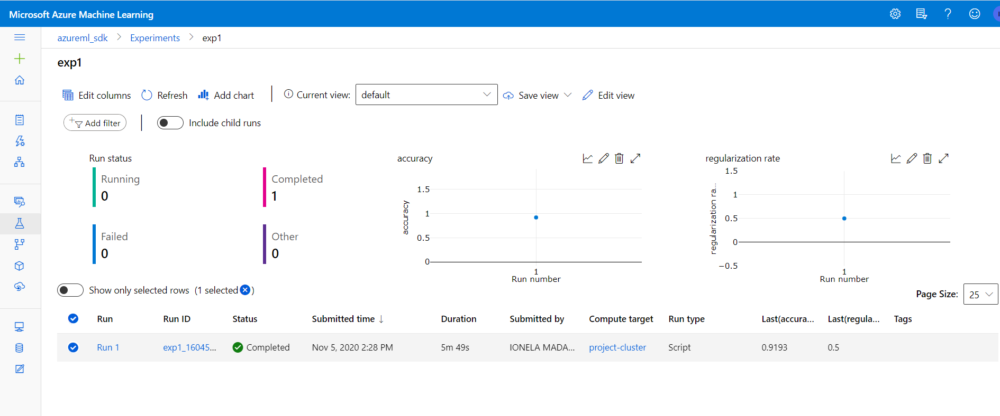 Microsoft Azure Machine Learning
azureml_sdk > Experiments > exp1
exp1
Edit columns Refresh Add chart Current view: default Save view Edit view
Add filter Include child runs
Run status
Running
0
Completed
1
Failed
0
Other
0
accuracy
1.5
1
0.5
0
accuracy
1
Run number
regularization rate
1.5
1
0.5
0
−0.5
regularization ra...
1
Run number
Show only selected rows (1 selected)
Page Size: 25
Run Run ID Status Submitted time ↓ Duration Submitted by Compute target Run type Last(accura... Last(regula... Tags
Run 1 exp1_16045... Completed Nov 5, 2020 2:28 PM 5m 49s IONELA MADA... project-cluster Script 0.9193 0.5